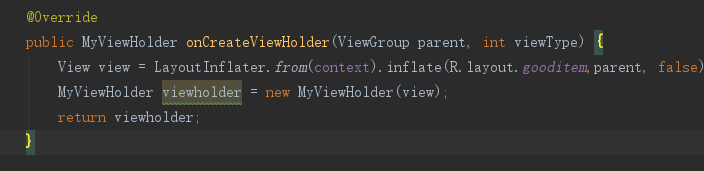 @Override
public MyViewHolder onCreateViewHolder(ViewGroup parent, int viewType) {
View view = LayoutInflater.from(context).inflate(R.layout.gooditem,parent, false)
MyViewHolder viewholder = new MyViewHolder(view);
return viewholder;
}